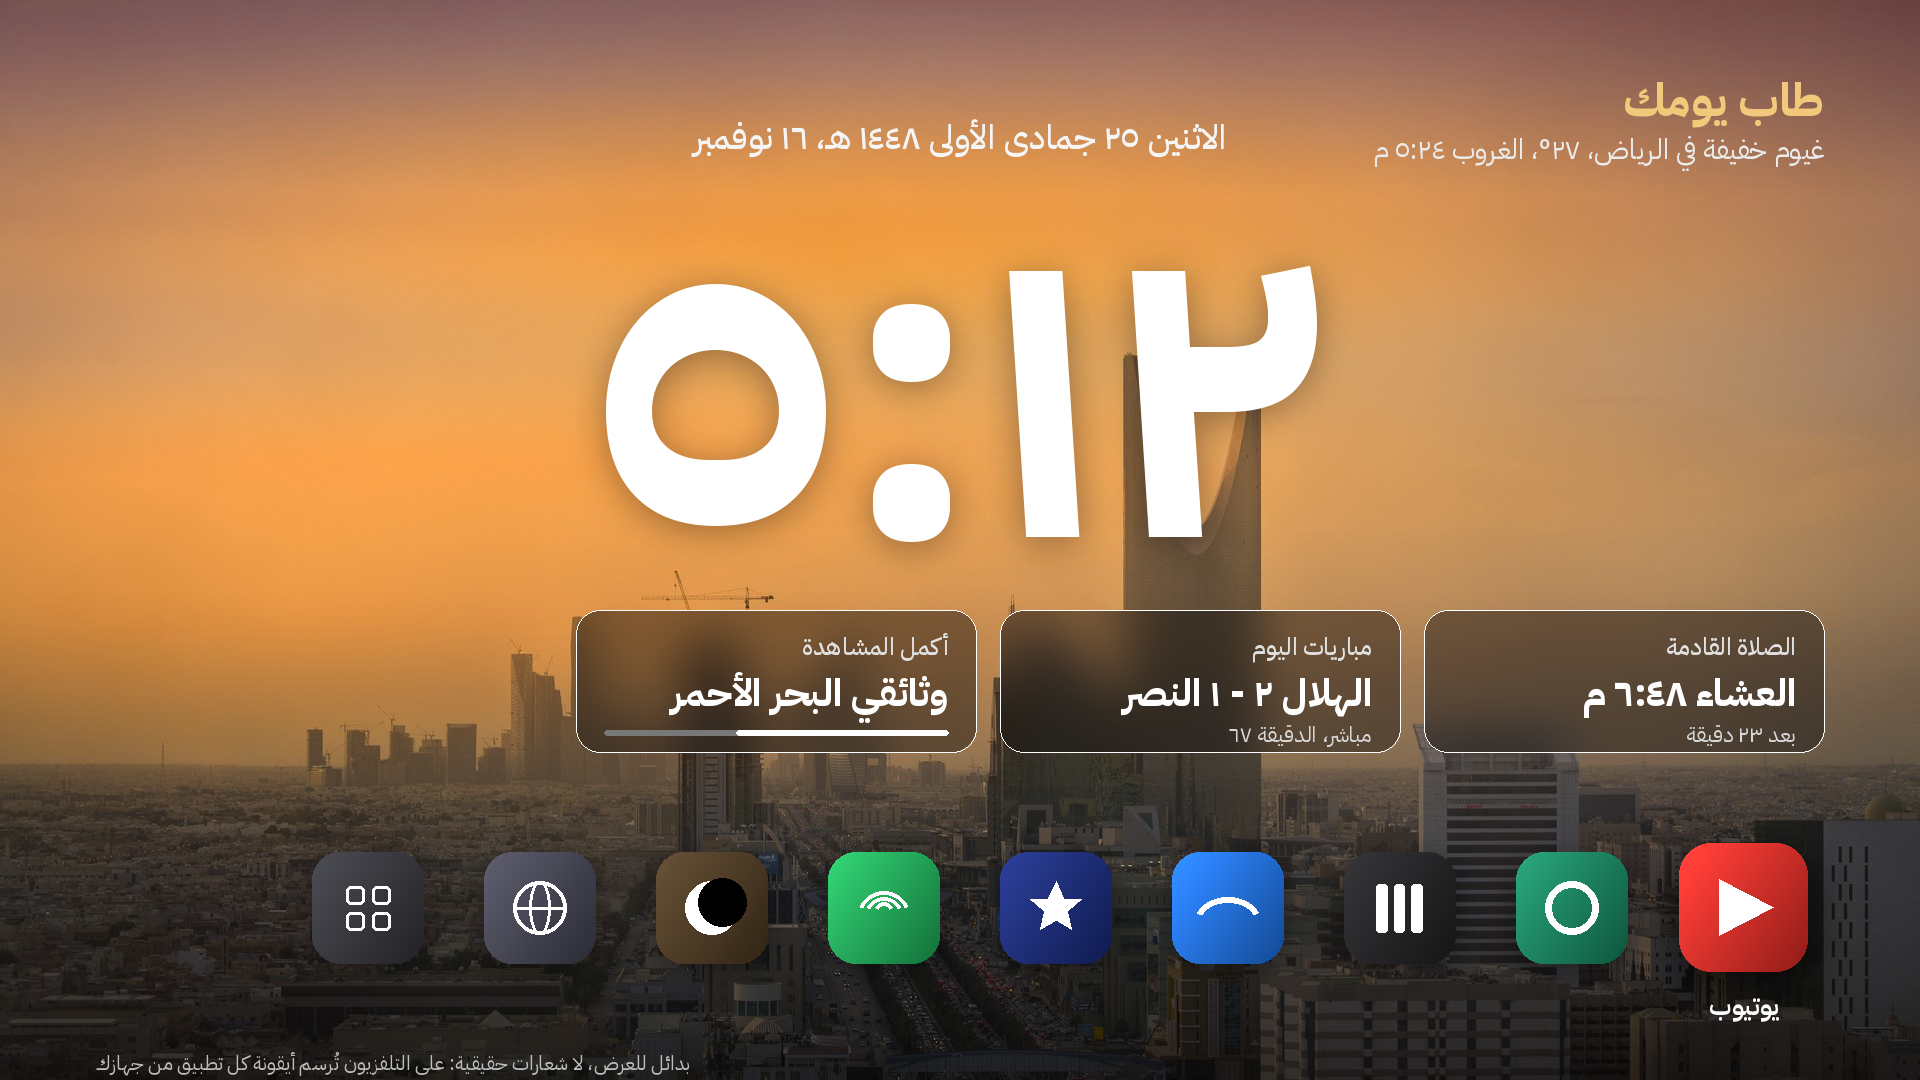 طاب يومك
غيوم خفيفة في الرياض، ٢٧°، الغروب ٥:٢٤ م
الاثنين ٢٥ جمادى الأولى ١٤٤٨ هـ، ١٦ نوفمبر
٥:١٢
الصلاة القادمة
العشاء ٦:٤٨ م
بعد ٢٣ دقيقة
مباريات اليوم
الهلال ٢ - ١ النصر
مباشر، الدقيقة ٦٧
أكمل المشاهدة
وثائقي البحر الأحمر
يوتيوب
بدائل للعرض، لا شعارات حقيقية: على التلفزيون تُرسم أيقونة كل تطبيق من جهازك